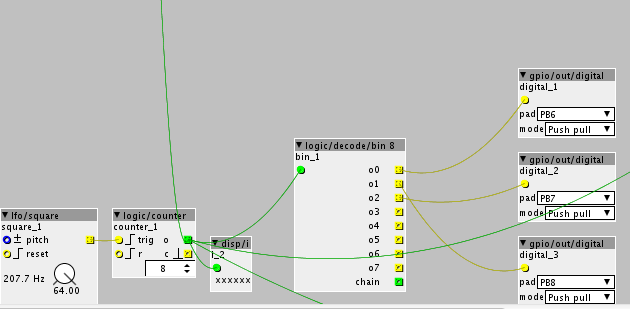 gpio/out/digital
digital_1
pad PB6
mode Push pull
logic/decode/bin 8
bin_1
o0
o1
o2
o3
o4
o5
o6
o7
chain
gpio/out/digital
digital_2
pad PB7
mode Push pull
lfo/square
square_1
± pitch
reset
207.7 Hz
64.00
logic/counter
counter_1
trig o
r c
8
disp/i
i_2
xxxxxx
gpio/out/digital
digital_3
pad PB8
mode Push pull